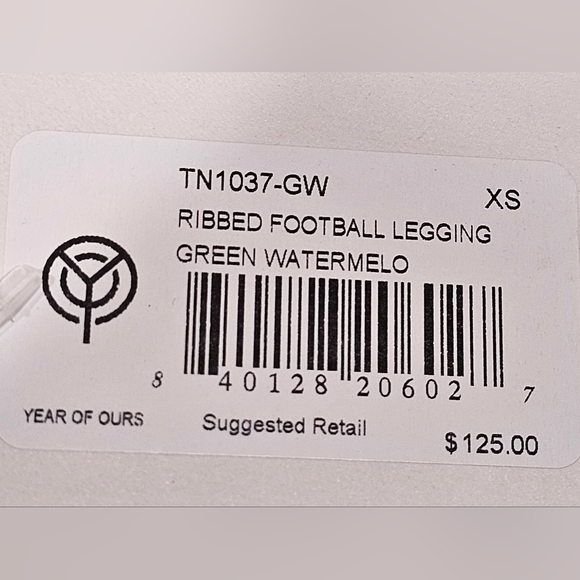 TN1037-GW XS
RIBBED FOOTBALL LEGGING
GREEN WATERMELO
8 40128 20602 7
YEAR OF OURS
Suggested Retail
$125.00